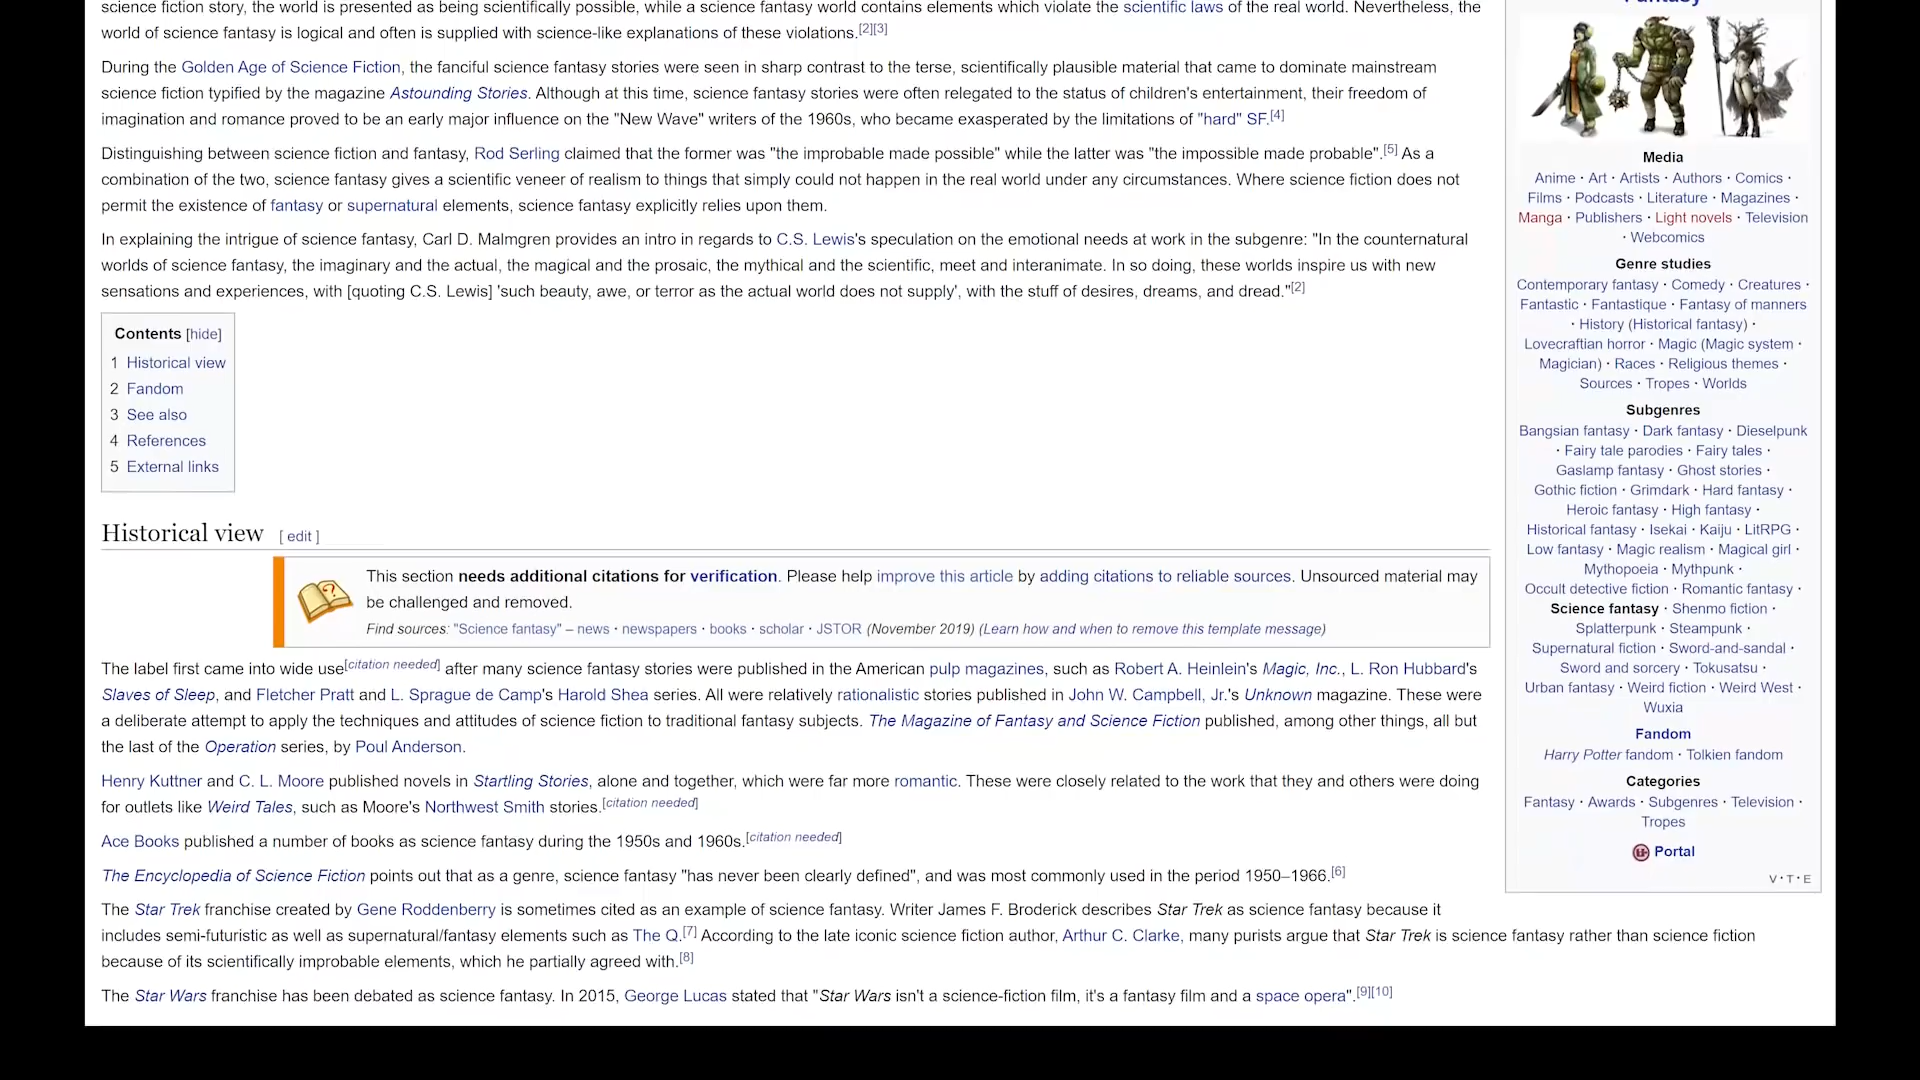 science fiction story, the world is presented as being scientifically possible, while a science fantasy world contains elements which violate the scientific laws of the real world. Nevertheless, the
world of science fantasy is logical and often is supplied with science-like explanations of these violations.[2][3]
During the Golden Age of Science Fiction, the fanciful science fantasy stories were seen in sharp contrast to the terse, scientifically plausible material that came to dominate mainstream
science fiction typified by the magazine Astounding Stories. Although at this time, science fantasy stories were often relegated to the status of children's entertainment, their freedom of
imagination and romance proved to be an early major influence on the "New Wave" writers of the 1960s, who became exasperated by the limitations of "hard" SF.[4]
Distinguishing between science fiction and fantasy, Rod Serling claimed that the former was "the improbable made possible" while the latter was "the impossible made probable".[5] As a
combination of the two, science fantasy gives a scientific veneer of realism to things that simply could not happen in the real world under any circumstances. Where science fiction does not
permit the existence of fantasy or supernatural elements, science fantasy explicitly relies upon them.
In explaining the intrigue of science fantasy, Carl D. Malmgren provides an intro in regards to C.S. Lewis's speculation on the emotional needs at work in the subgenre: "In the counternatural
worlds of science fantasy, the imaginary and the actual, the magical and the prosaic, the mythical and the scientific, meet and interanimate. In so doing, these worlds inspire us with new
sensations and experiences, with [quoting C.S. Lewis] 'such beauty, awe, or terror as the actual world does not supply', with the stuff of desires, dreams, and dread."[2]
Contents [hide]
1 Historical view
2 Fandom
3 See also
4 References
5 External links
Historical view [ edit ]
This section needs additional citations for verification. Please help improve this article by adding citations to reliable sources. Unsourced material may
be challenged and removed.
Find sources: "Science fantasy" – news · newspapers · books · scholar · JSTOR (November 2019) (Learn how and when to remove this template message)
The label first came into wide use[citation needed] after many science fantasy stories were published in the American pulp magazines, such as Robert A. Heinlein's Magic, Inc., L. Ron Hubbard's
Slaves of Sleep, and Fletcher Pratt and L. Sprague de Camp's Harold Shea series. All were relatively rationalistic stories published in John W. Campbell, Jr.'s Unknown magazine. These were
a deliberate attempt to apply the techniques and attitudes of science fiction to traditional fantasy subjects. The Magazine of Fantasy and Science Fiction published, among other things, all but
the last of the Operation series, by Poul Anderson.
Henry Kuttner and C. L. Moore published novels in Startling Stories, alone and together, which were far more romantic. These were closely related to the work that they and others were doing
for outlets like Weird Tales, such as Moore's Northwest Smith stories.[citation needed]
Ace Books published a number of books as science fantasy during the 1950s and 1960s.[citation needed]
The Encyclopedia of Science Fiction points out that as a genre, science fantasy "has never been clearly defined", and was most commonly used in the period 1950–1966.[6]
The Star Trek franchise created by Gene Roddenberry is sometimes cited as an example of science fantasy. Writer James F. Broderick describes Star Trek as science fantasy because it
includes semi-futuristic as well as supernatural/fantasy elements such as The Q.[7] According to the late iconic science fiction author, Arthur C. Clarke, many purists argue that Star Trek is science fantasy rather than science fiction
because of its scientifically improbable elements, which he partially agreed with.[8]
The Star Wars franchise has been debated as science fantasy. In 2015, George Lucas stated that "Star Wars isn't a science-fiction film, it's a fantasy film and a space opera".[9][10]
Fantasy
Media
Anime · Art · Artists · Authors · Comics ·
Films · Podcasts · Literature · Magazines ·
Manga · Publishers · Light novels · Television
· Webcomics
Genre studies
Contemporary fantasy · Comedy · Creatures ·
Fantastic · Fantastique · Fantasy of manners
· History (Historical fantasy) ·
Lovecraftian horror · Magic (Magic system ·
Magician) · Races · Religious themes ·
Sources · Tropes · Worlds
Subgenres
Bangsian fantasy · Dark fantasy · Dieselpunk
· Fairy tale parodies · Fairy tales ·
Gaslamp fantasy · Ghost stories ·
Gothic fiction · Grimdark · Hard fantasy ·
Heroic fantasy · High fantasy ·
Historical fantasy · Isekai · Kaiju · LitRPG ·
Low fantasy · Magic realism · Magical girl ·
Mythopoeia · Mythpunk ·
Occult detective fiction · Romantic fantasy ·
Science fantasy · Shenmo fiction ·
Splatterpunk · Steampunk ·
Supernatural fiction · Sword-and-sandal ·
Sword and sorcery · Tokusatsu ·
Urban fantasy · Weird fiction · Weird West ·
Wuxia
Fandom
Harry Potter fandom · Tolkien fandom
Categories
Fantasy · Awards · Subgenres · Television ·
Tropes
Portal
V · T · E